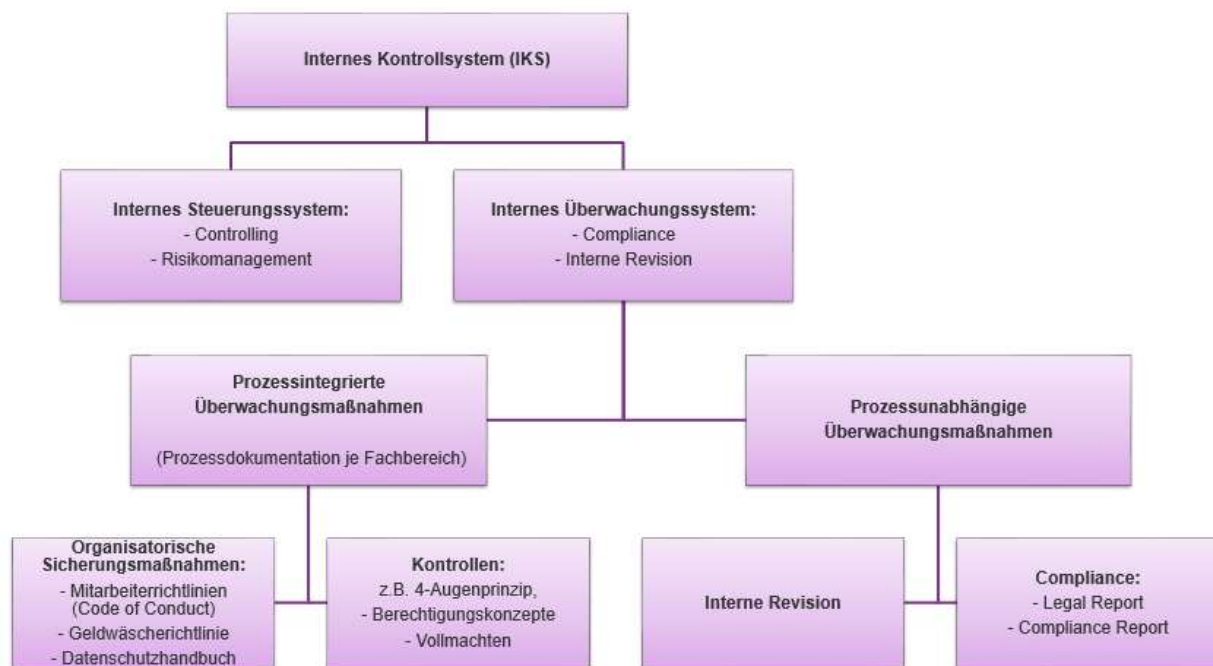 Internes Kontrollsystem (IKS)
Internes Steuerungssystem:
- Controlling
- Risikomanagement
Internes Überwachungssystem:
- Compliance
- Interne Revision
Prozessintegrierte
Überwachungsmaßnahmen
(Prozessdokumentation je Fachbereich)
Prozessunabhängige
Überwachungsmaßnahmen
Organisatorische
Sicherungsmaßnahmen:
- Mitarbeiterrichtlinien
(Code of Conduct)
- Geldwäscherichtlinie
- Datenschutzhandbuch
Kontrollen:
z.B. 4-Augenprinzip,
- Berechtigungskonzepte
- Vollmachten
Interne Revision
Compliance:
- Legal Report
- Compliance Report